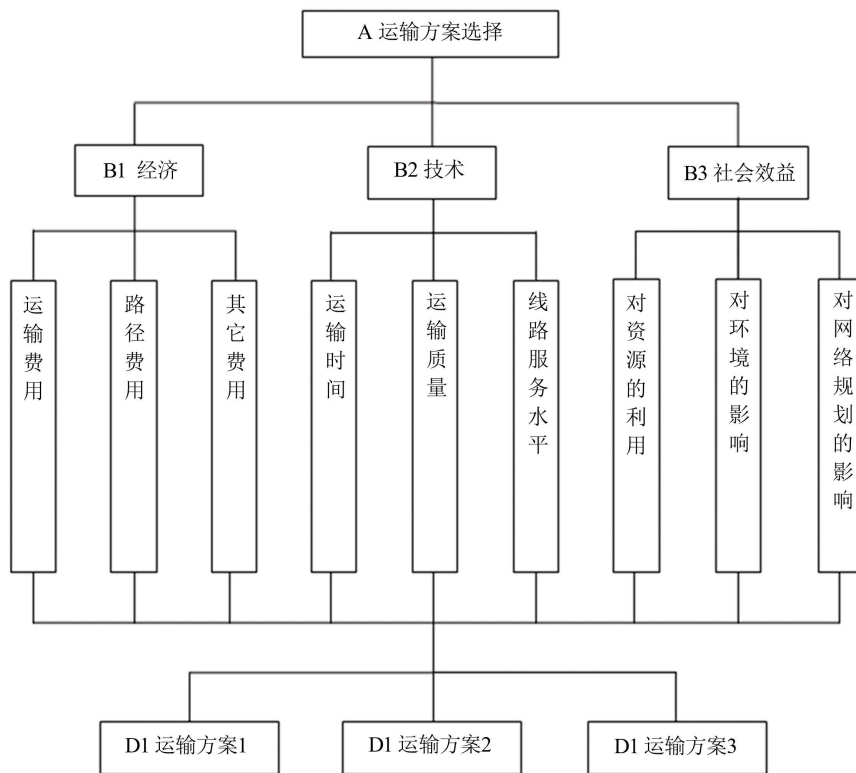 A 运输方案选择
B1 经济
B2 技术
B3 社会效益
运输费用
路径费用
其它费用
运输时间
运输质量
线路服务水平
对资源的利用
对环境的影响
对网络规划的影响
D1 运输方案1
D1 运输方案2
D1 运输方案3